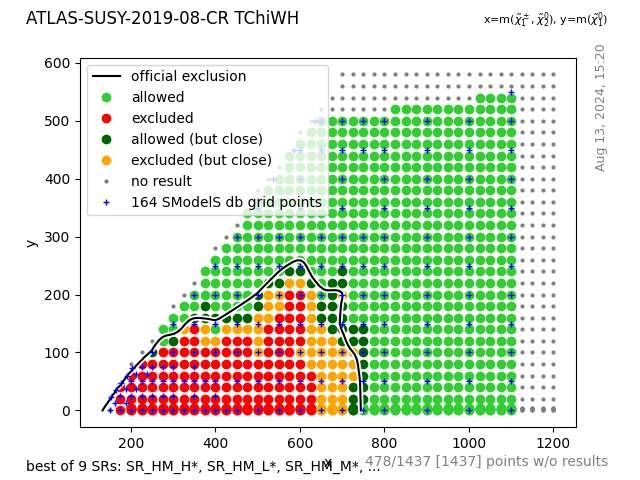 ATLAS-SUSY-2019-08-CR TChiWH
x=m(χ̃₁±, χ̃₂⁰), y=m(χ̃₁⁰)
Aug 13, 2024, 15:20
official exclusion
allowed
excluded
allowed (but close)
excluded (but close)
no result
164 SModelS db grid points
y
600
500
400
300
200
100
0
200
400
600
800
1000
1200
x
478/1437 [1437] points w/o results
best of 9 SRs: SR_HM_H*, SR_HM_L*, SR_HM_M*, ...